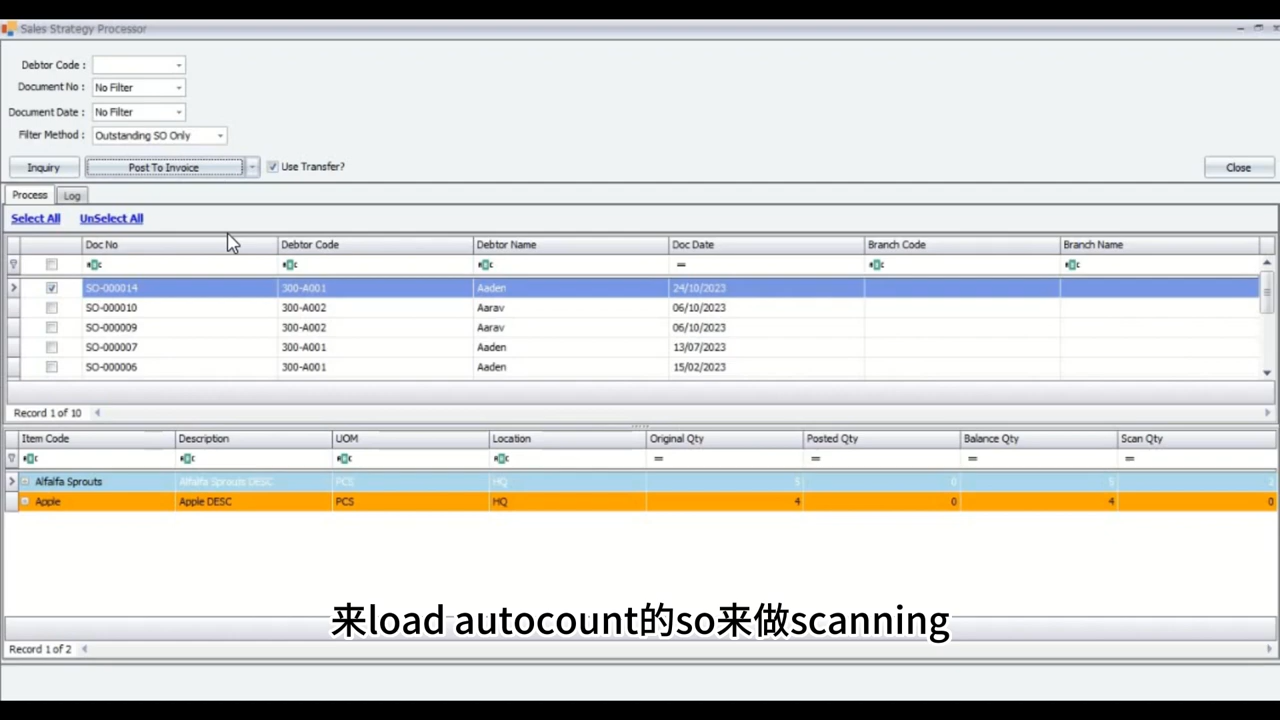 Sales Strategy Processor
Debtor Code :
Document No : No Filter
Document Date : No Filter
Filter Method : Outstanding SO Only
Inquiry Post To Invoice Use Transfer? Close
Process Log
Select All UnSelect All
Doc No Debtor Code Debtor Name Doc Date Branch Code Branch Name
SO-000014 300-A001 Aaden 24/10/2023
SO-000010 300-A002 Aarav 06/10/2023
SO-000009 300-A002 Aarav 06/10/2023
SO-000007 300-A001 Aaden 13/07/2023
SO-000006 300-A001 Aaden 15/02/2023
Record 1 of 10
Item Code Description UOM Location Original Qty Posted Qty Balance Qty Scan Qty
Alfalfa Sprouts Alfalfa Sprouts DESC PCS HQ 5 0 5 2
Apple Apple DESC PCS HQ 4 0 4 0
来load autocount的so来做scanning
Record 1 of 2